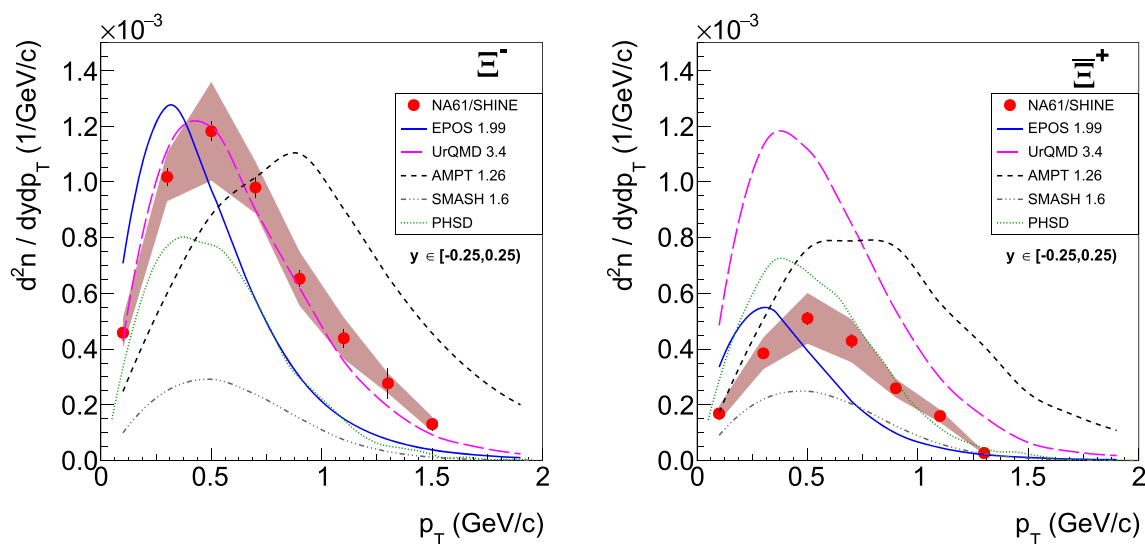 ×10⁻³
Ξ⁻
d²n / dydp_T (1/GeV/c)
1.4
1.2
1.0
0.8
0.6
0.4
0.2
0.0
NA61/SHINE
EPOS 1.99
UrQMD 3.4
AMPT 1.26
SMASH 1.6
PHSD
y ∈ [-0.25,0.25)
0 0.5 1 1.5 2
p_T (GeV/c)
×10⁻³
Ξ̅⁺
d²n / dydp_T (1/GeV/c)
1.4
1.2
1.0
0.8
0.6
0.4
0.2
0.0
NA61/SHINE
EPOS 1.99
UrQMD 3.4
AMPT 1.26
SMASH 1.6
PHSD
y ∈ [-0.25,0.25)
0 0.5 1 1.5 2
p_T (GeV/c)